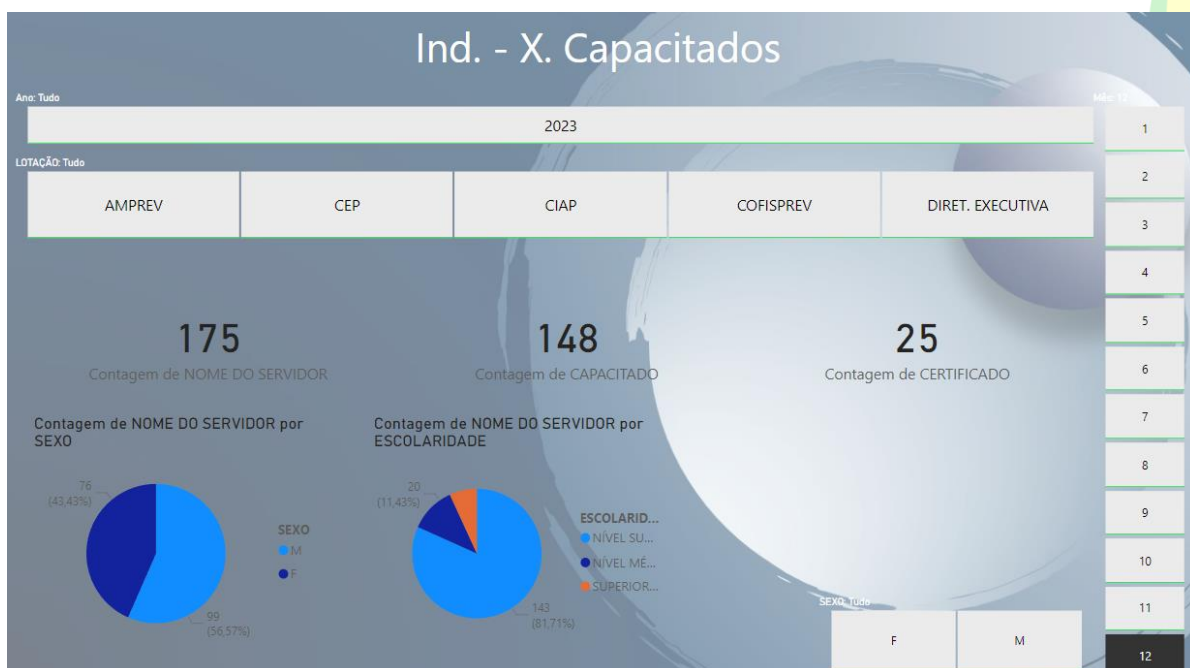 Ind. - X. Capacitados
Ano: Tudo
Mês: 12
2023
1
LOTAÇÃO: Tudo
2
AMPREV
CEP
CIAP
COFISPREV
DIRET. EXECUTIVA
3
4
5
6
7
8
9
10
11
12
175
Contagem de NOME DO SERVIDOR
148
Contagem de CAPACITADO
25
Contagem de CERTIFICADO
Contagem de NOME DO SERVIDOR por
SEXO
76
(43,43%)
99
(56,57%)
SEXO
M
F
Contagem de NOME DO SERVIDOR por
ESCOLARIDADE
20
(11,43%)
143
(81,71%)
ESCOLARID...
NÍVEL SU...
NÍVEL MÉ...
SUPERIOR...
SEXO: Tudo
F
M